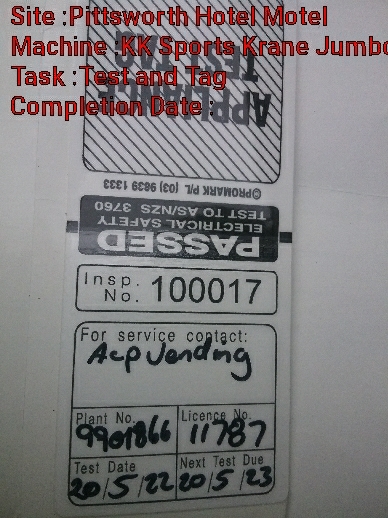 Site :Pittsworth Hotel Motel
Machine :KK Sports Krane Jumbo
Task :Test and Tag
Completion Date :
APPLIANCE
TEST TAG
©PROMARK P/L (03) 9839 1333
PASSED
ELECTRICAL SAFETY
TEST TO AS/NZS 3760
Insp. No. 100017
For service contact:
Acp Vending
Plant No. Licence No.
9901866 11787
Test Date Next Test Due
20/5/22 20/5/23